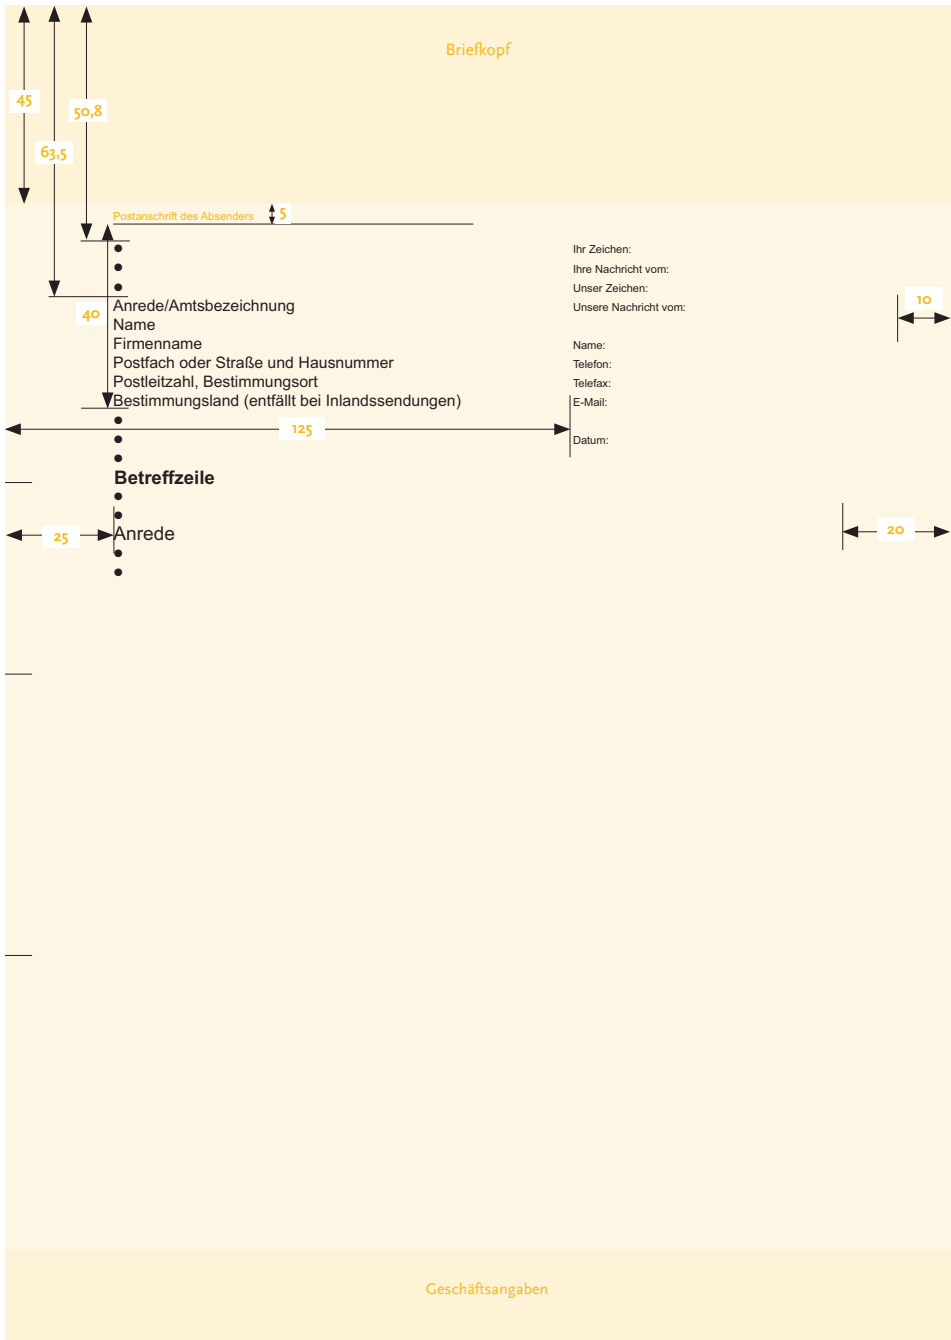 Briefkopf
45
50,8
63,5
Postanschrift des Absenders
5
Ihr Zeichen:
Ihre Nachricht vom:
Unser Zeichen:
Unsere Nachricht vom:
10
40
Anrede/Amtsbezeichnung
Name
Firmenname
Postfach oder Straße und Hausnummer
Postleitzahl, Bestimmungsort
Bestimmungsland (entfällt bei Inlandssendungen)
Name:
Telefon:
Telefax:
E-Mail:
125
Datum:
Betreffzeile
25
Anrede
20
Geschäftsangaben